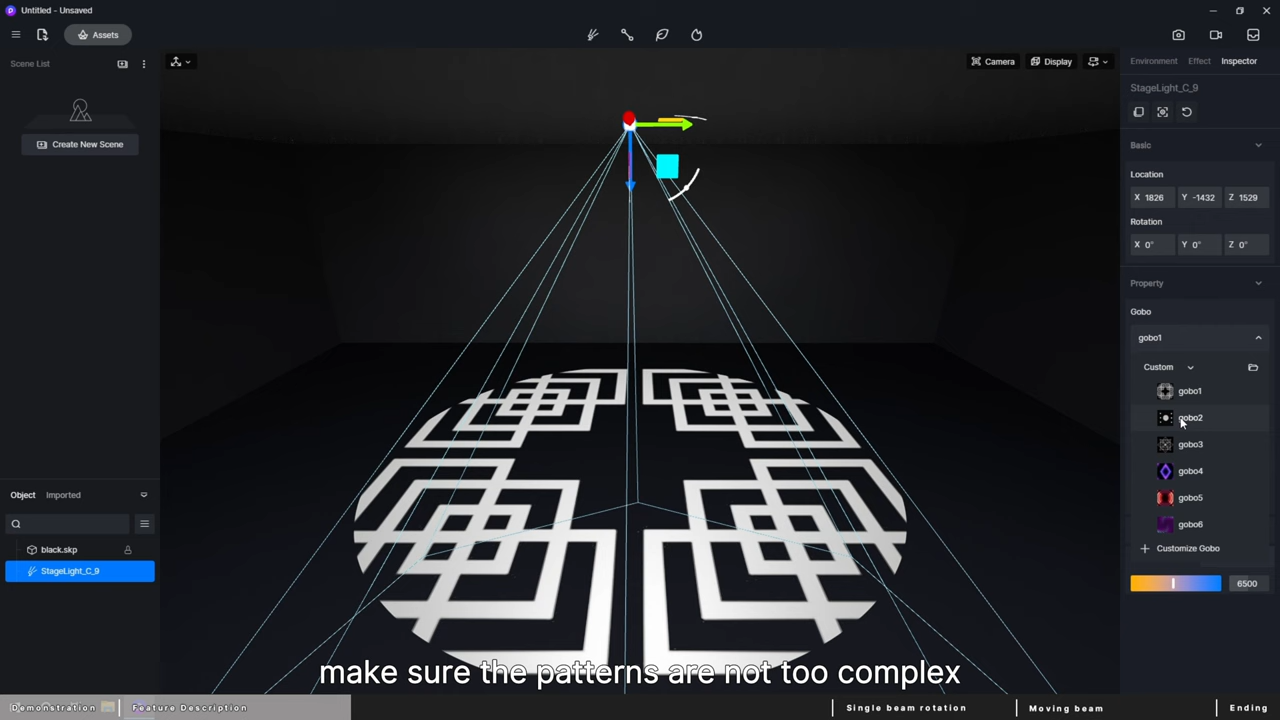 Untitled - Unsaved
Assets
Scene List
Create New Scene
Camera
Display
Environment
Effect
Inspector
StageLight_C_9
Basic
Location
X 1826 Y -1432 Z 1529
Rotation
X 0° Y 0° Z 0°
Property
Gobo
gobo1
Custom
gobo1
gobo2
gobo3
gobo4
gobo5
gobo6
Customize Gobo
6500
Object
Imported
black.skp
StageLight_C_9
make sure the patterns are not too complex
Demonstration
Feature Description
Single beam rotation
Moving beam
Ending